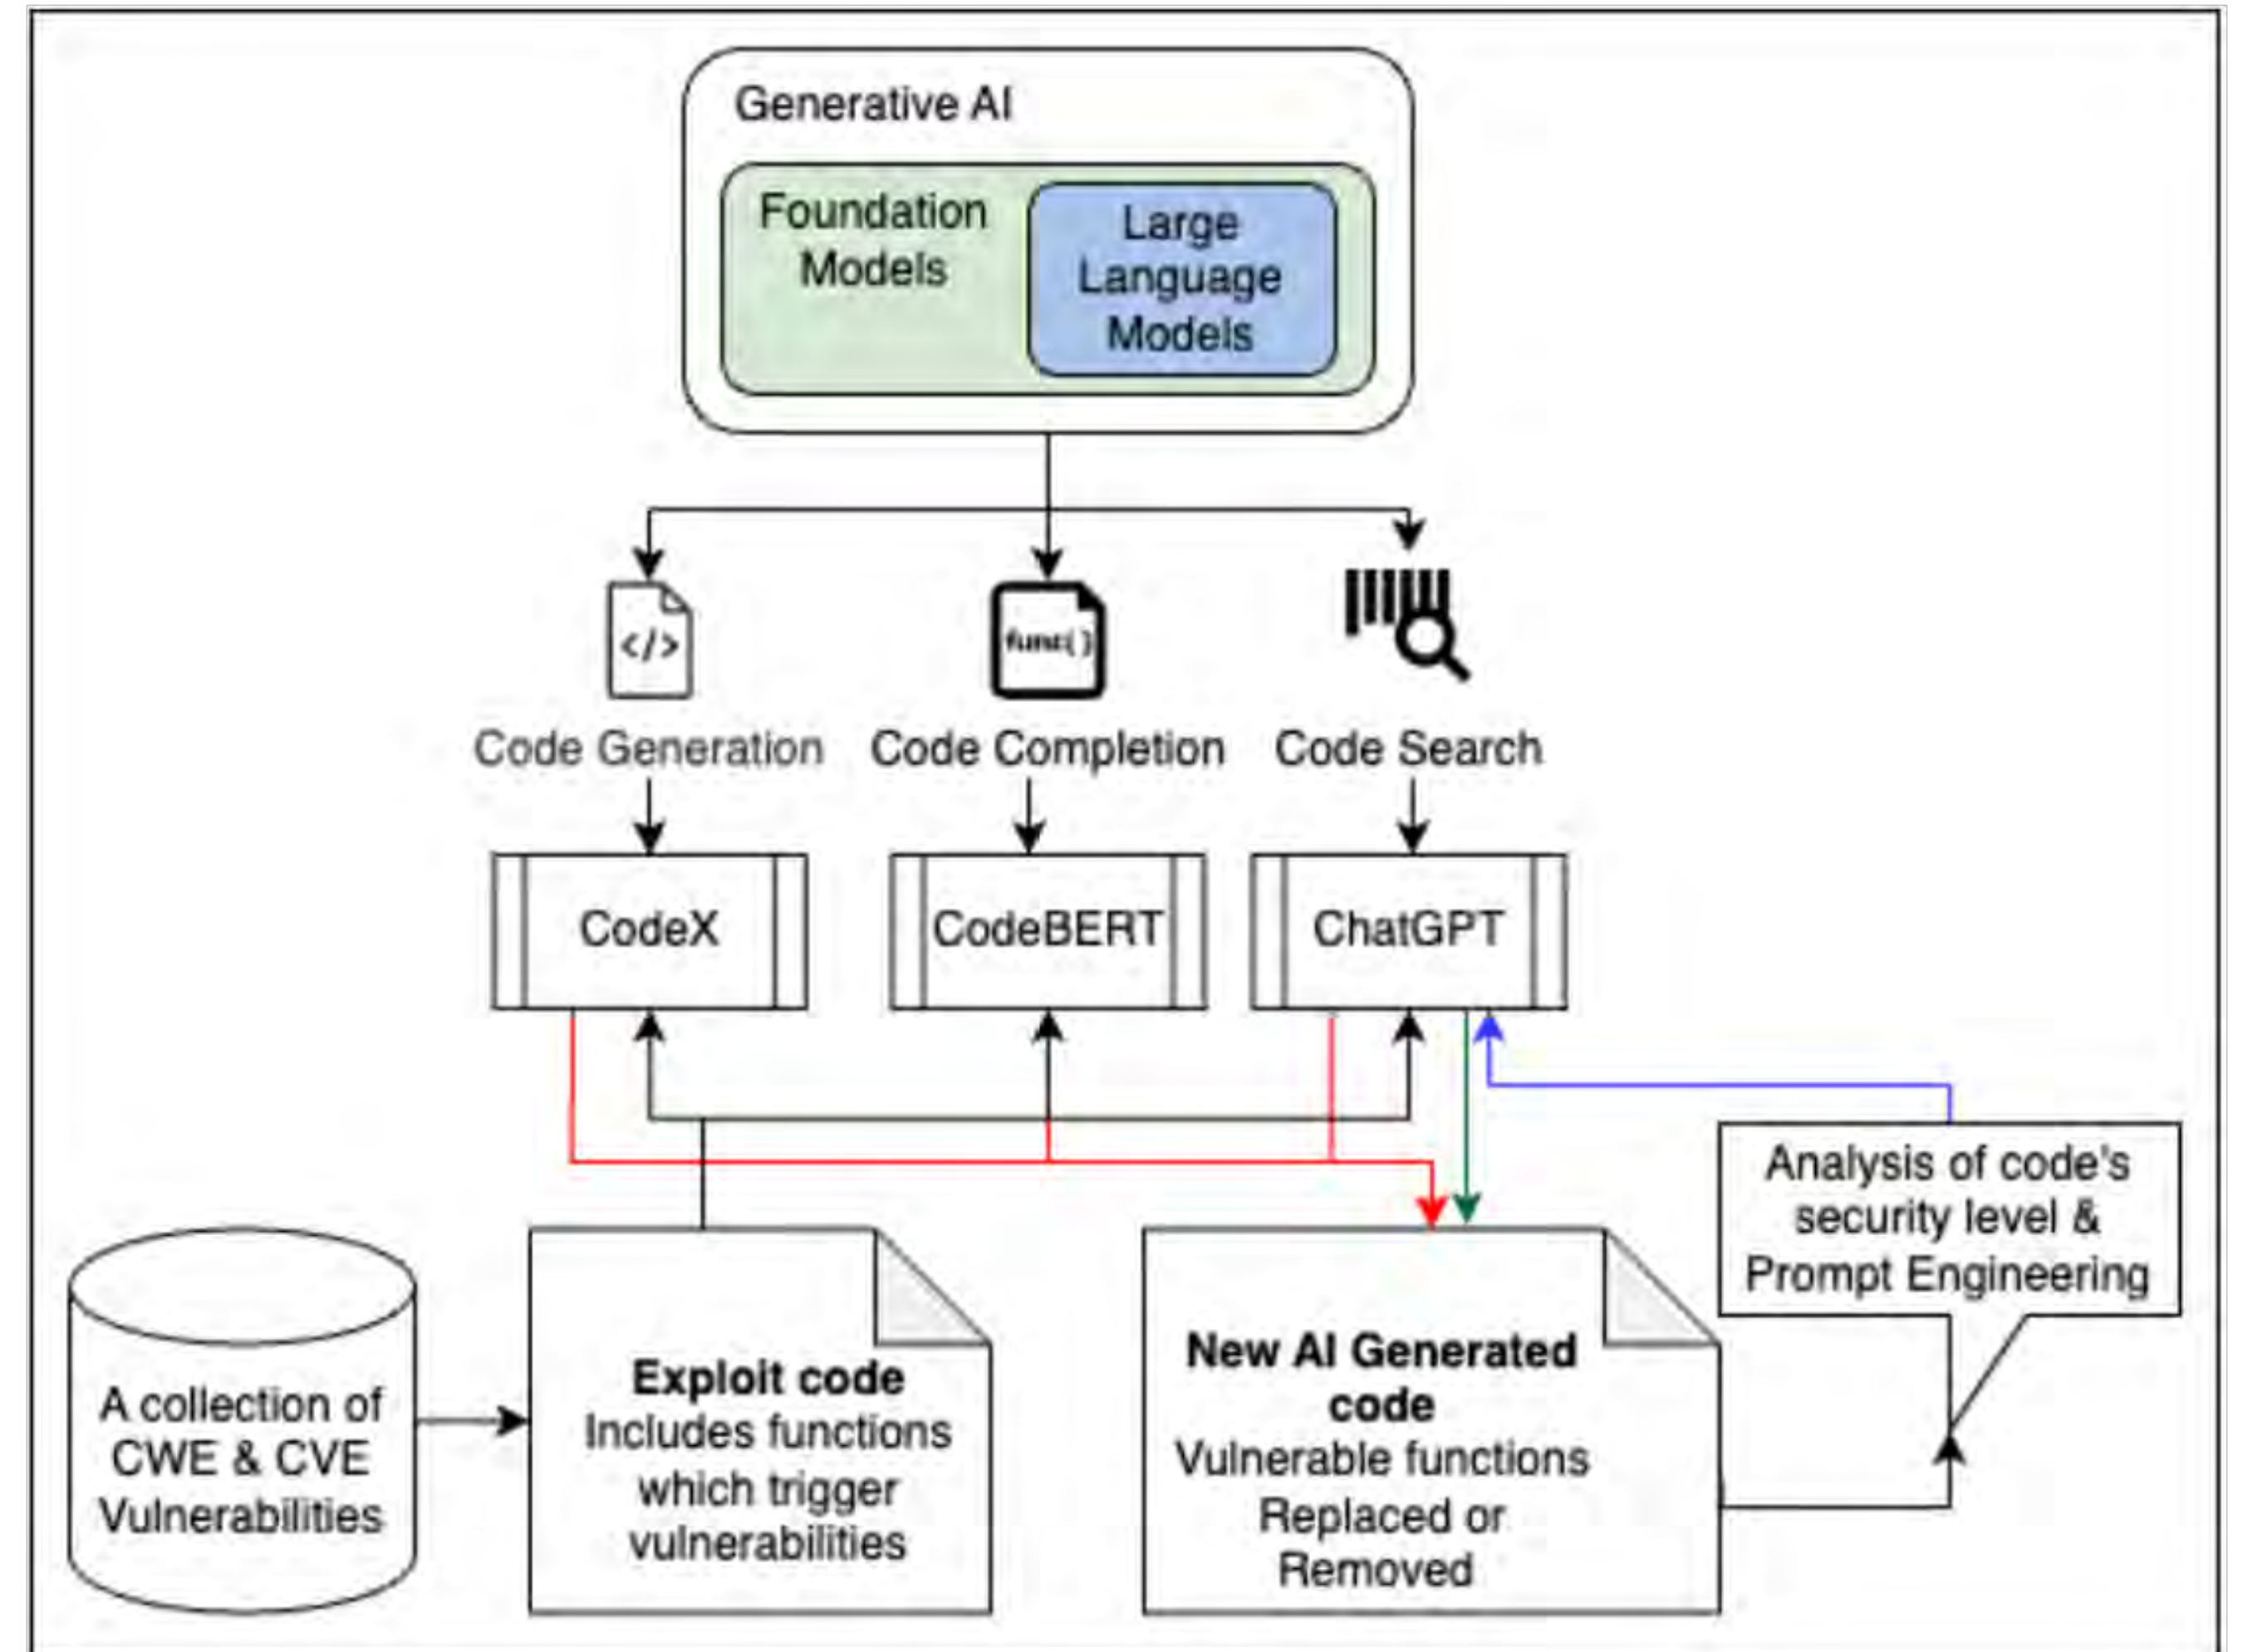 Generative AI
Foundation
Models
Large
Language
Models
</>
func()
Code Generation
Code Completion
Code Search
CodeX
CodeBERT
ChatGPT
Analysis of code's
security level &
Prompt Engineering
A collection of
CWE & CVE
Vulnerabilities
Exploit code
Includes functions
which trigger
vulnerabilities
New AI Generated
code
Vulnerable functions
Replaced or
Removed